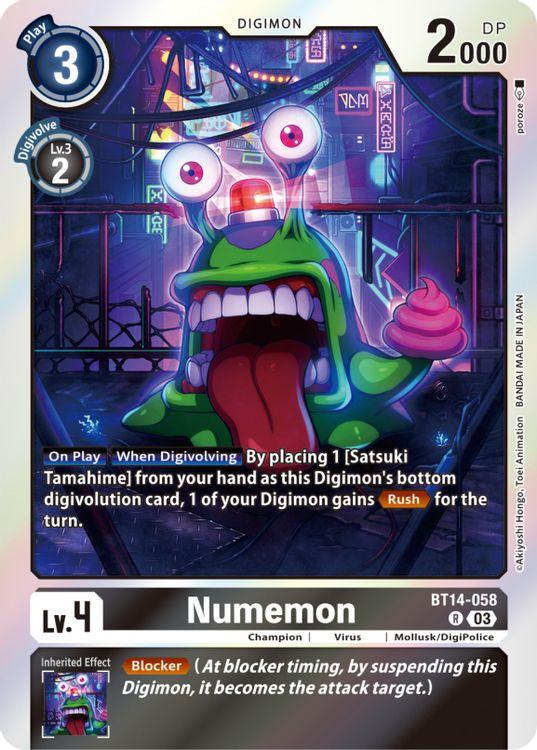 DIGIMON
Play
3
DP
2000
Digivolve
Lv.3
2
poroze
On Play When Digivolving By placing 1 [Satsuki
Tamahime] from your hand as this Digimon's bottom
digivolution card, 1 of your Digimon gains Rush for the
turn.
©Akiyoshi Hongo, Toei Animation BANDAI MADE IN JAPAN
Lv.4
Numemon
BT14-058
R 03
Champion | Virus | Mollusk/DigiPolice
Inherited Effect
Blocker (At blocker timing, by suspending this
Digimon, it becomes the attack target.)